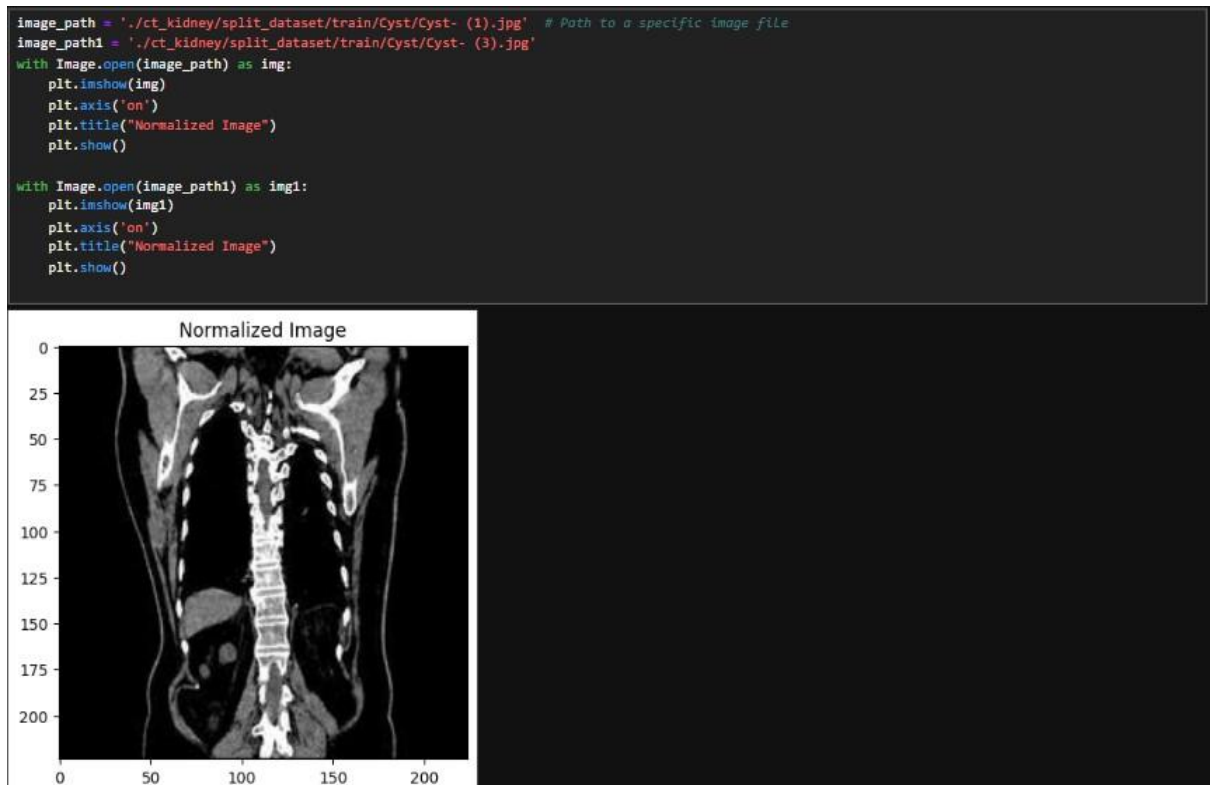 image_path = './ct_kidney/split_dataset/train/Cyst/Cyst- (1).jpg'  # Path to a specific image file
image_path1 = './ct_kidney/split_dataset/train/Cyst/Cyst- (3).jpg'
with Image.open(image_path) as img:
    plt.imshow(img)
    plt.axis('on')
    plt.title("Normalized Image")
    plt.show()
with Image.open(image_path1) as img1:
    plt.imshow(img1)
    plt.axis('on')
    plt.title("Normalized Image")
    plt.show()
Normalized Image
0
25
50
75
100
125
150
175
200
0 50 100 150 200